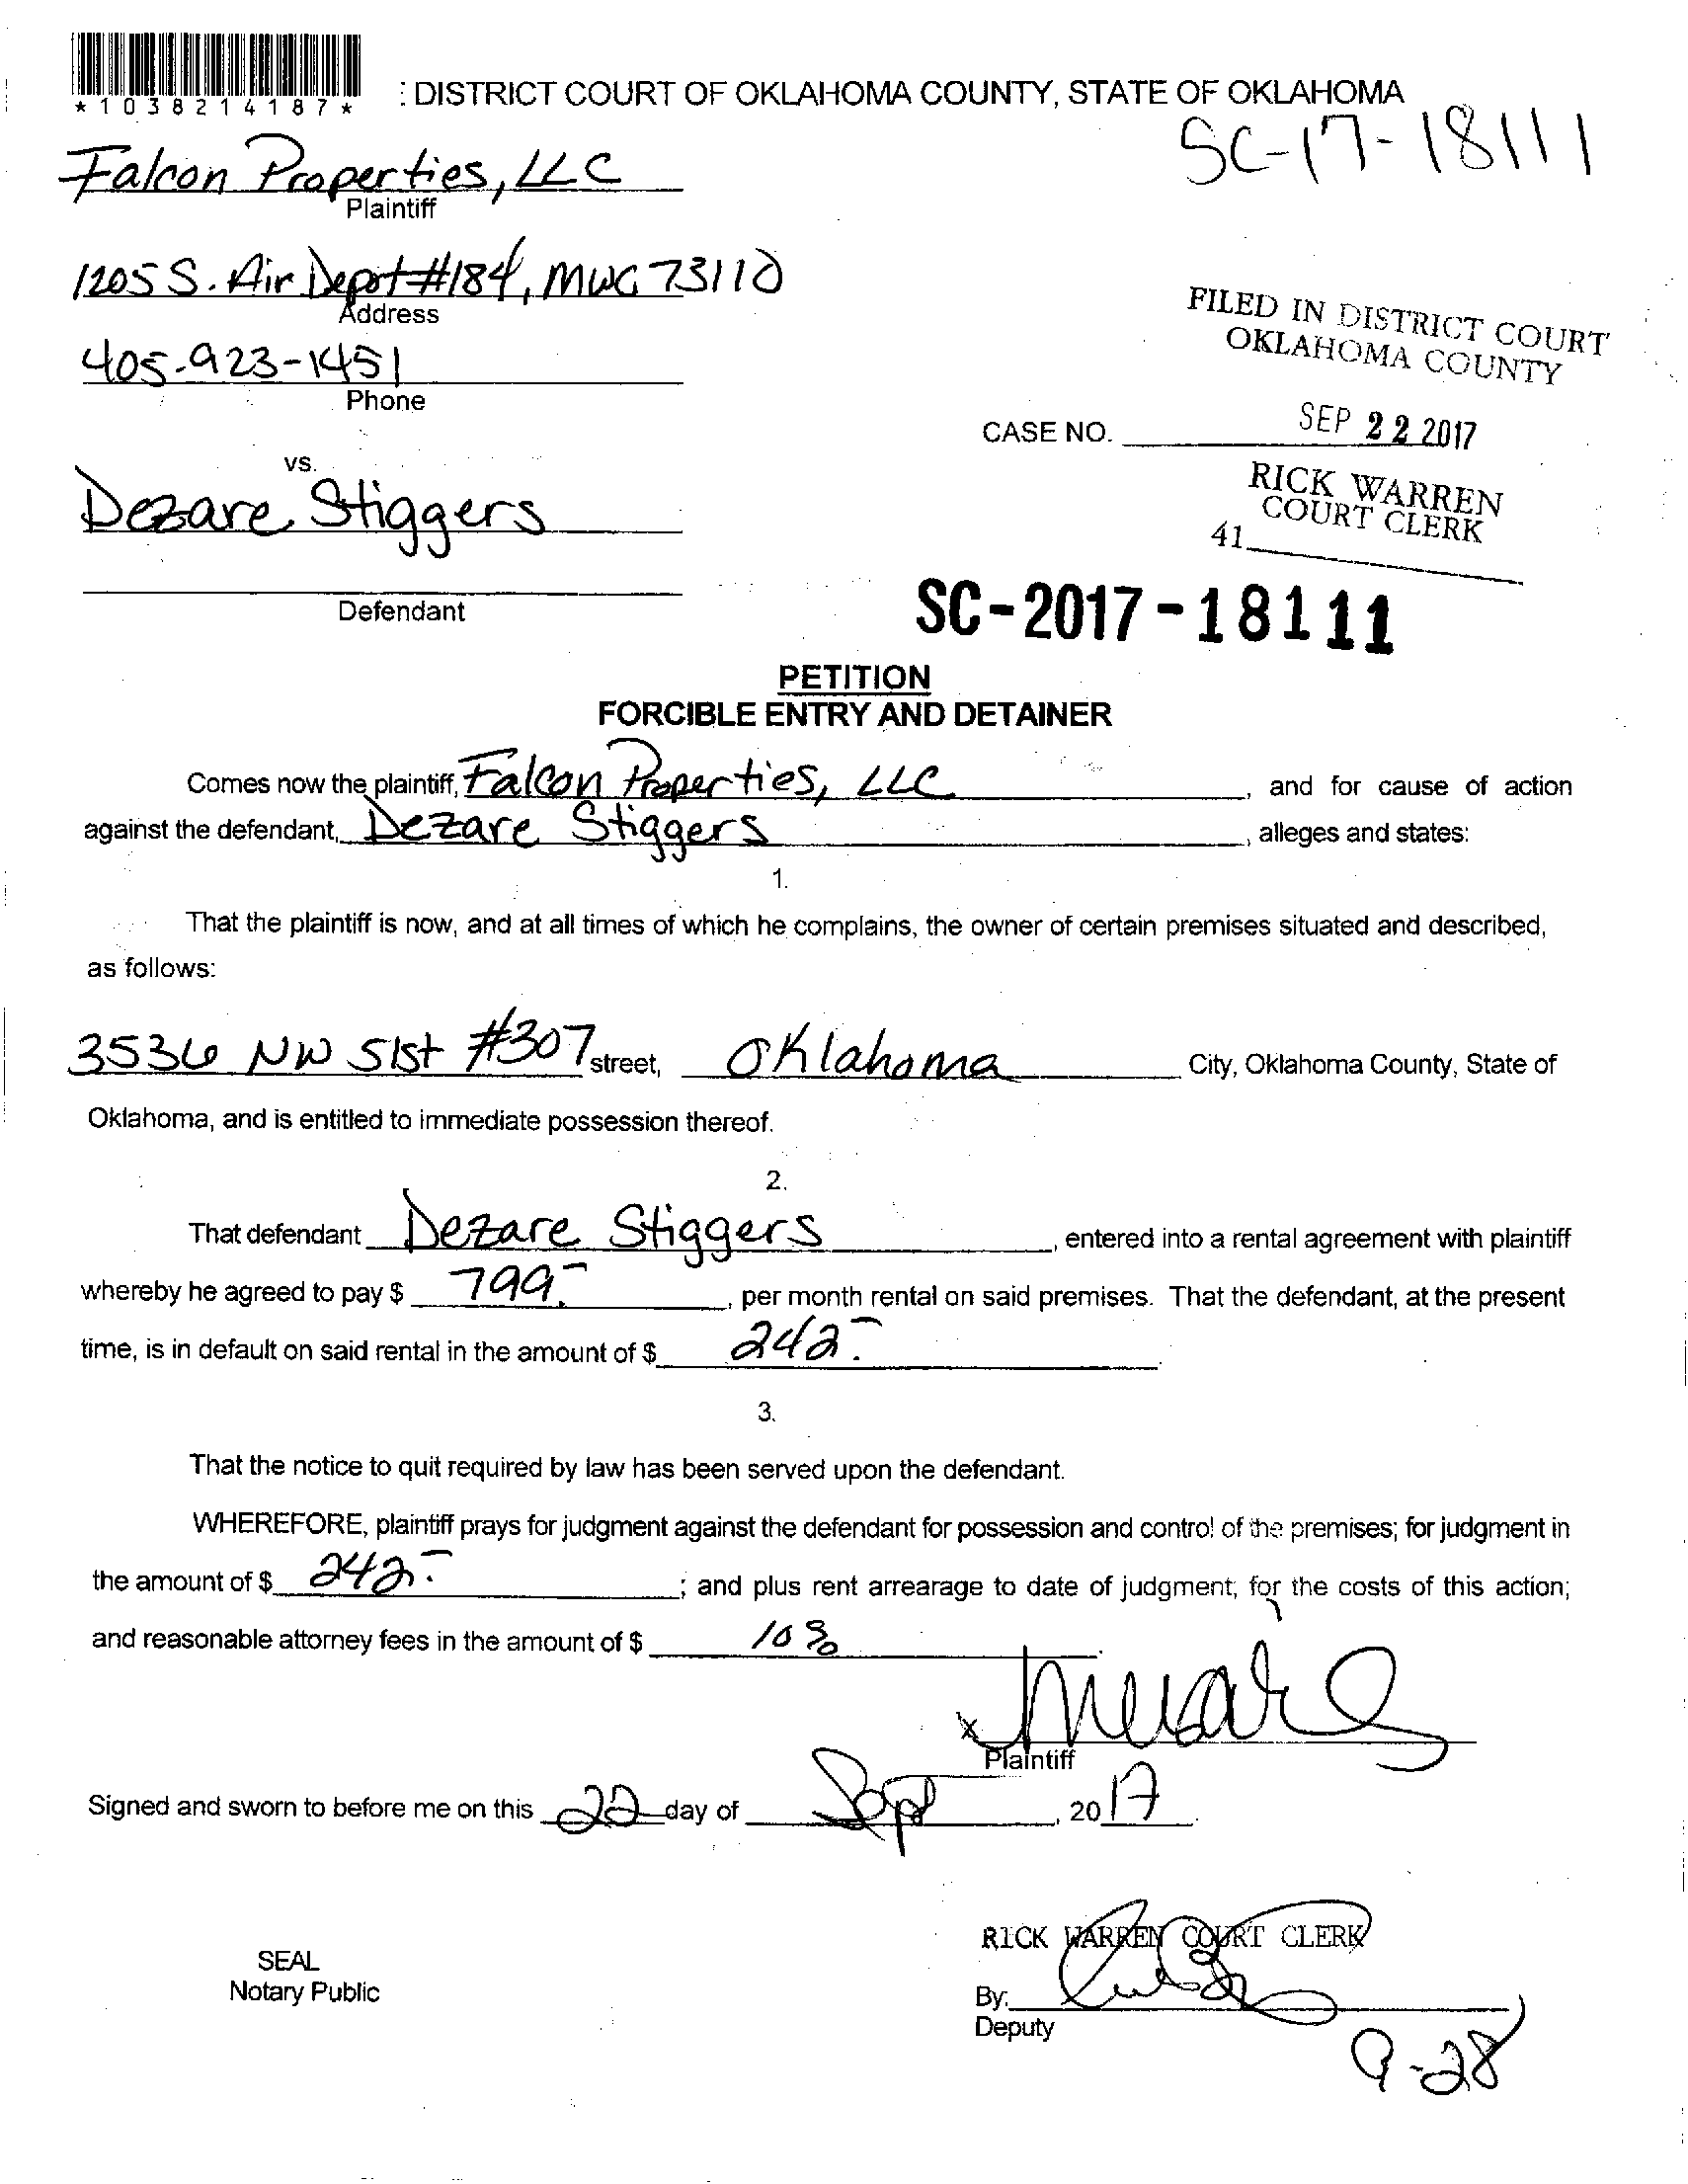 *1038214187*
: DISTRICT COURT OF OKLAHOMA COUNTY, STATE OF OKLAHOMA
SC-17-18111
Falcon Properties, LLC
Plaintiff
1205 S. Air Depot #184, MWC 73110
Address
FILED IN DISTRICT COURT
OKLAHOMA COUNTY
405-923-1451
Phone
CASE NO.
SEP 22 2017
vs.
RICK WARREN
COURT CLERK
Dezare Stiggers
41
Defendant
SC-2017-18111
PETITION
FORCIBLE ENTRY AND DETAINER
Comes now the plaintiff, Falcon Properties, LLC, and for cause of action
against the defendant, Dezare Stiggers, alleges and states:
1.
That the plaintiff is now, and at all times of which he complains, the owner of certain premises situated and described,
as follows:
3536 NW 51st #307 street, Oklahoma City, Oklahoma County, State of
Oklahoma, and is entitled to immediate possession thereof.
2.
That defendant Dezare Stiggers, entered into a rental agreement with plaintiff
whereby he agreed to pay $ 799.-, per month rental on said premises. That the defendant, at the present
time, is in default on said rental in the amount of $ 242.-
3.
That the notice to quit required by law has been served upon the defendant.
WHEREFORE, plaintiff prays for judgment against the defendant for possession and control of the premises; for judgment in
the amount of $ 242.-; and plus rent arrearage to date of judgment; for the costs of this action;
and reasonable attorney fees in the amount of $ 10%
X
Plaintiff
Signed and sworn to before me on this 22 day of Sept, 2017.
RICK WARREN COURT CLERK
SEAL
Notary Public
By:
Deputy
9-28